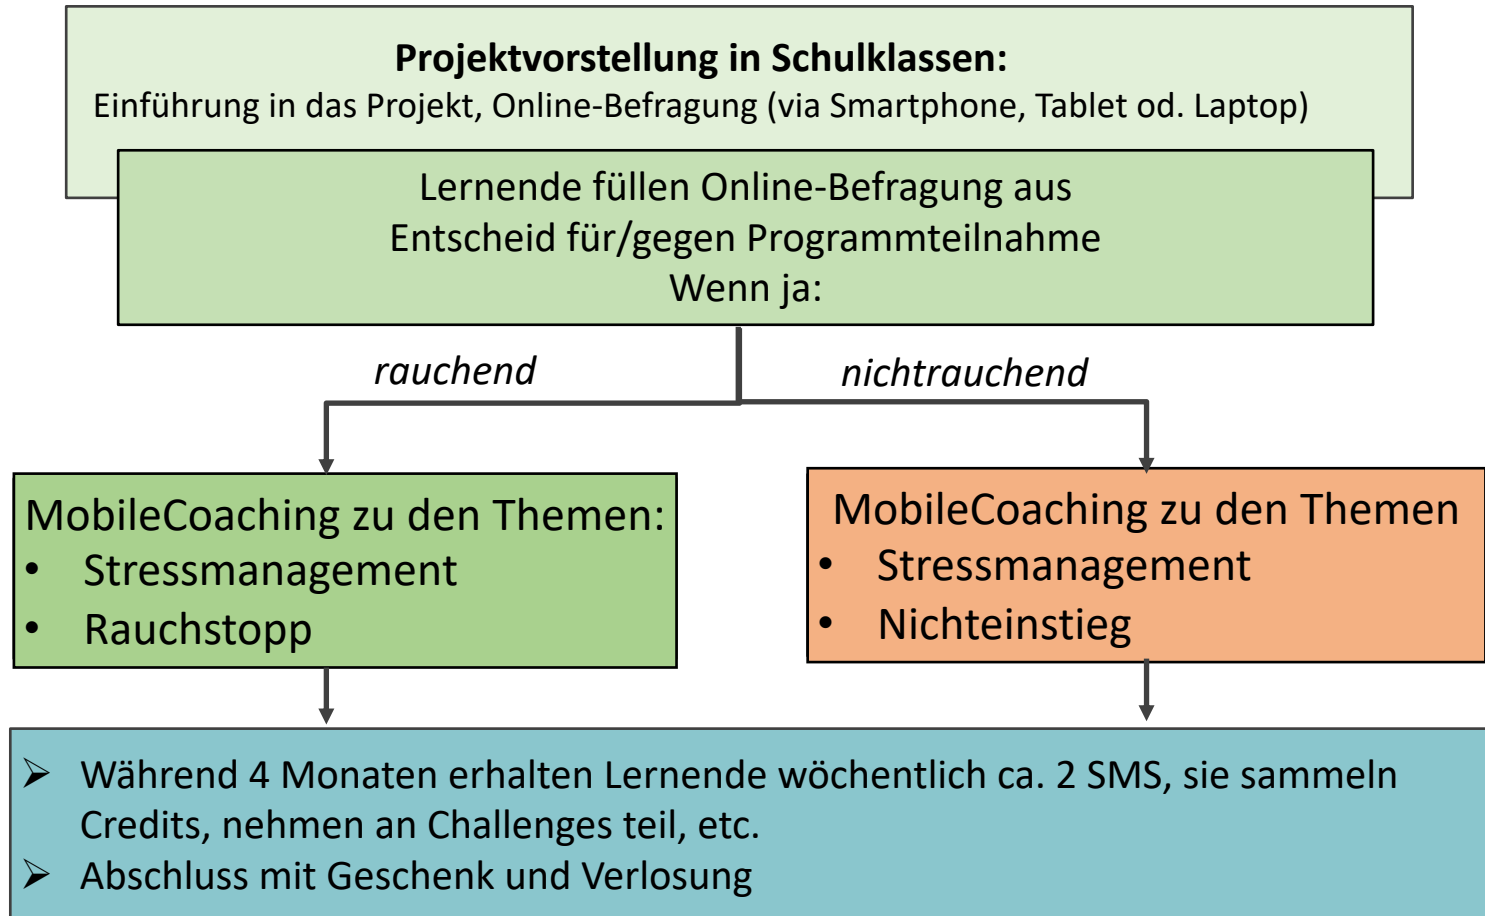 Projektvorstellung in Schulklassen:
Einführung in das Projekt, Online-Befragung (via Smartphone, Tablet od. Laptop)
Lernende füllen Online-Befragung aus
Entscheid für/gegen Programmteilnahme
Wenn ja:
rauchend
nichtrauchend
MobileCoaching zu den Themen:
• Stressmanagement
• Rauchstopp
MobileCoaching zu den Themen
• Stressmanagement
• Nichteinstieg
➢ Während 4 Monaten erhalten Lernende wöchentlich ca. 2 SMS, sie sammeln
Credits, nehmen an Challenges teil, etc.
➢ Abschluss mit Geschenk und Verlosung